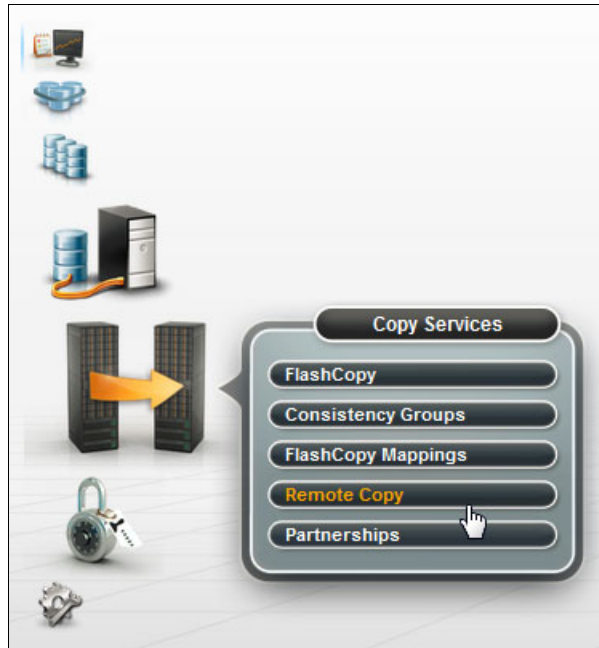 Copy Services
FlashCopy
Consistency Groups
FlashCopy Mappings
Remote Copy
Partnerships